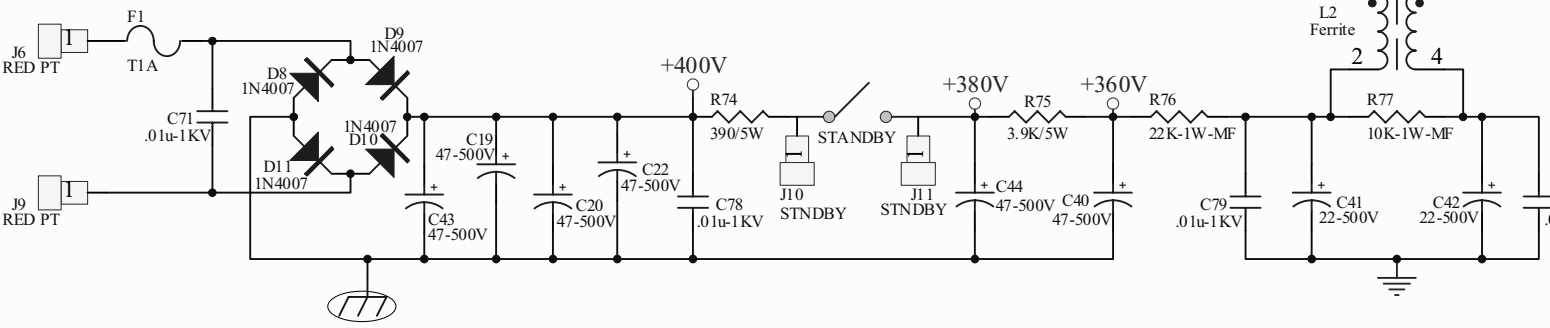 F1
T1A
1
J6
RED PT
C71
.01u-1KV
1
J9
RED PT
D8
1N4007
D9
1N4007
1N4007
D10
D11
1N4007
C43
47-500V
C19
47-500V
+
+
C20
47-500V
+
C22
47-500V
+
+400V
C78
.01u-1KV
R74
390/5W
STANDBY
1
J10
STNDBY
1
J11
STNDBY
+380V
+
C44
47-500V
R75
3.9K/5W
+360V
+
C40
47-500V
R76
22K-1W-MF
C79
.01u-1KV
+
C41
22-500V
L2
Ferrite
2
4
R77
10K-1W-MF
+
C42
22-500V